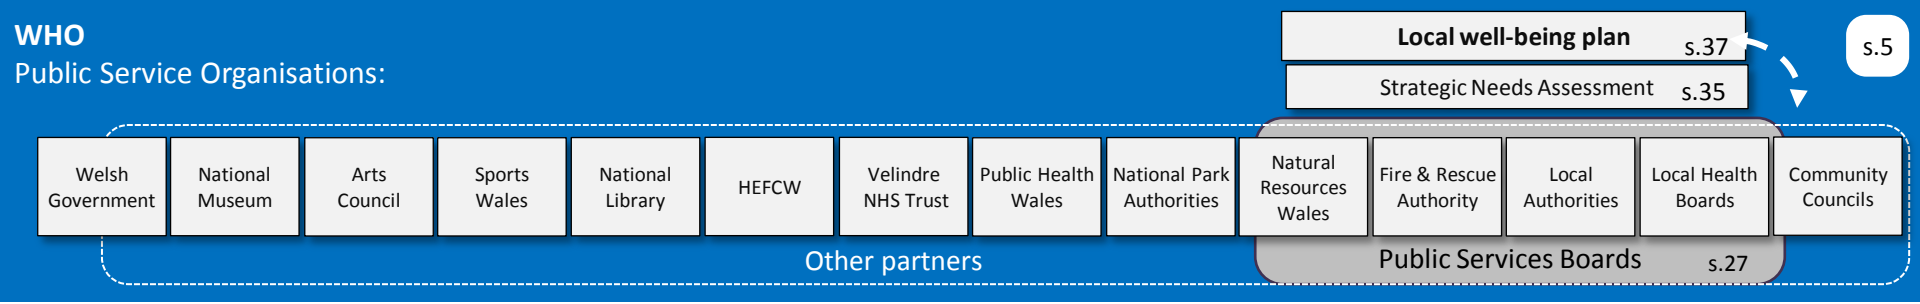 WHO
Public Service Organisations:
Local well-being plan s.37
s.5
Strategic Needs Assessment s.35
Welsh
Government
National
Museum
Arts
Council
Sports
Wales
National
Library
HEFCW
Velindre
NHS Trust
Public Health
Wales
National Park
Authorities
Natural
Resources
Wales
Fire & Rescue
Authority
Local
Authorities
Local Health
Boards
Community
Councils
Other partners
Public Services Boards s.27